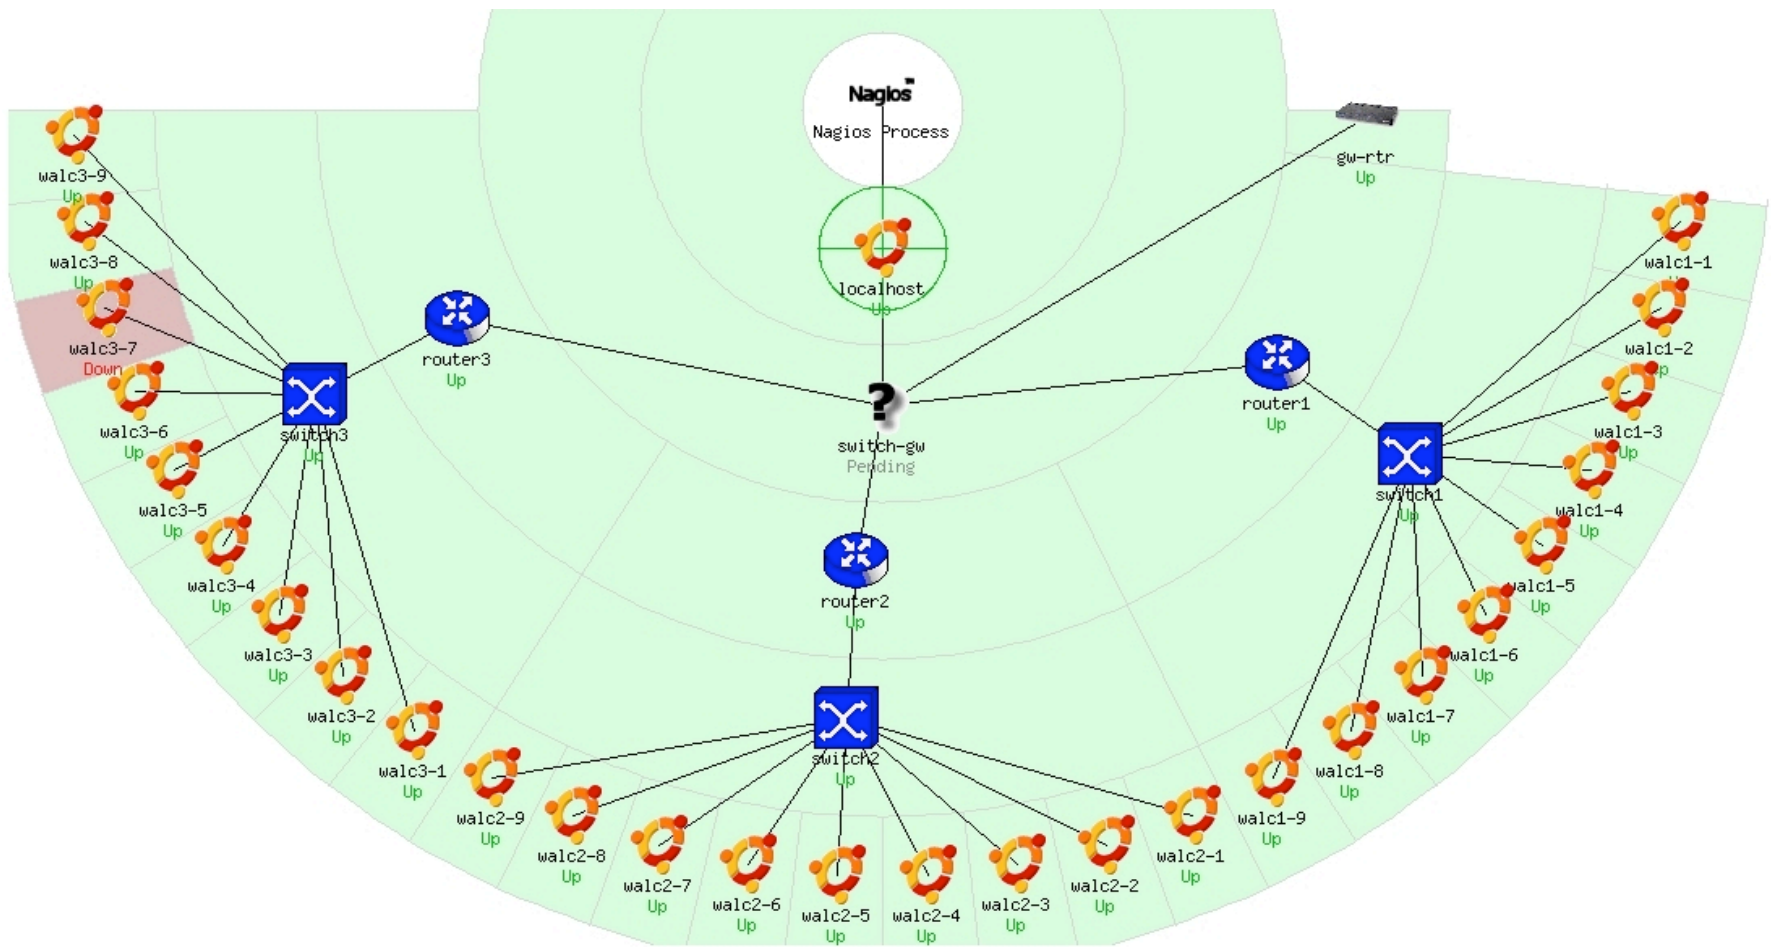 Nagios™
Nagios Process
gw-rtr
Up
localhost
Up
switch-gw
Pending
router3
Up
switch3
Up
walc3-9
Up
walc3-8
Up
walc3-7
Down
walc3-6
Up
walc3-5
Up
walc3-4
Up
walc3-3
Up
walc3-2
Up
walc3-1
Up
router2
Up
switch2
Up
walc2-9
Up
walc2-8
Up
walc2-7
Up
walc2-6
Up
walc2-5
Up
walc2-4
Up
walc2-3
Up
walc2-2
Up
walc2-1
Up
router1
Up
switch1
Up
walc1-1
walc1-2
Up
walc1-3
Up
walc1-4
Up
walc1-5
Up
walc1-6
Up
walc1-7
Up
walc1-8
Up
walc1-9
Up